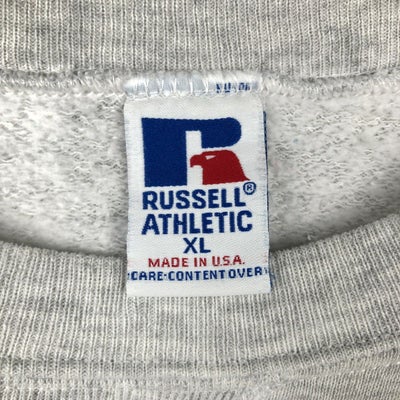 R
RUSSELL®
ATHLETIC
XL
MADE IN U.S.A.
CARE-CONTENT OVER